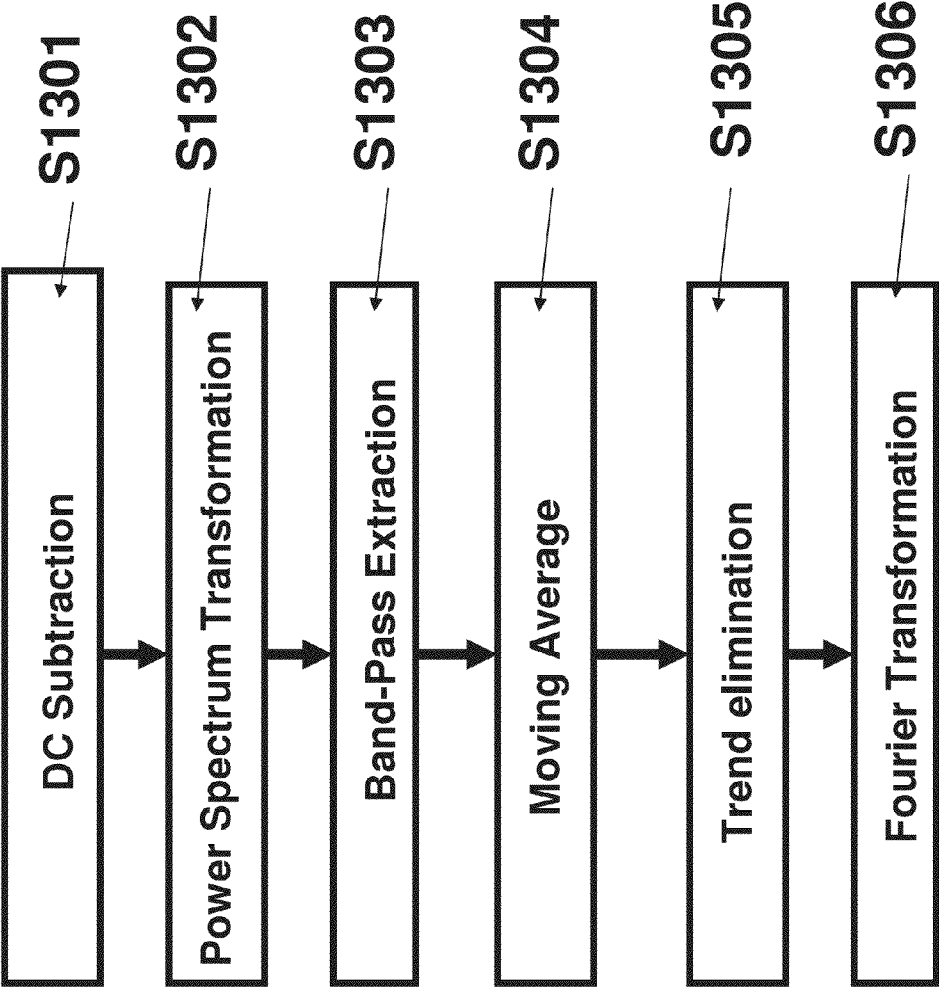 DC Subtraction
S1301
Power Spectrum Transformation
S1302
Band-Pass Extraction
S1303
Moving Average
S1304
Trend elimination
S1305
Fourier Transformation
S1306